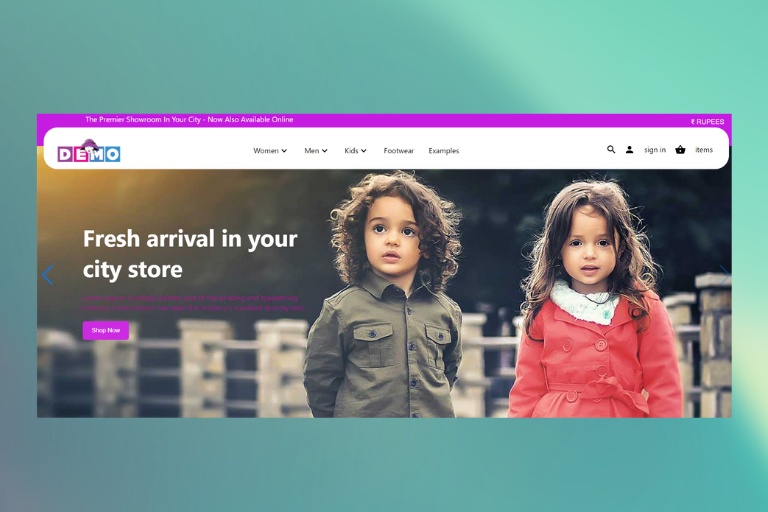 The Premier Showroom In Your City - Now Also Available Online
₹ RUPEES
DEMO
Women
Men
Kids
Footwear
Examples
sign in
items
Fresh arrival in your
city store
Shop Now